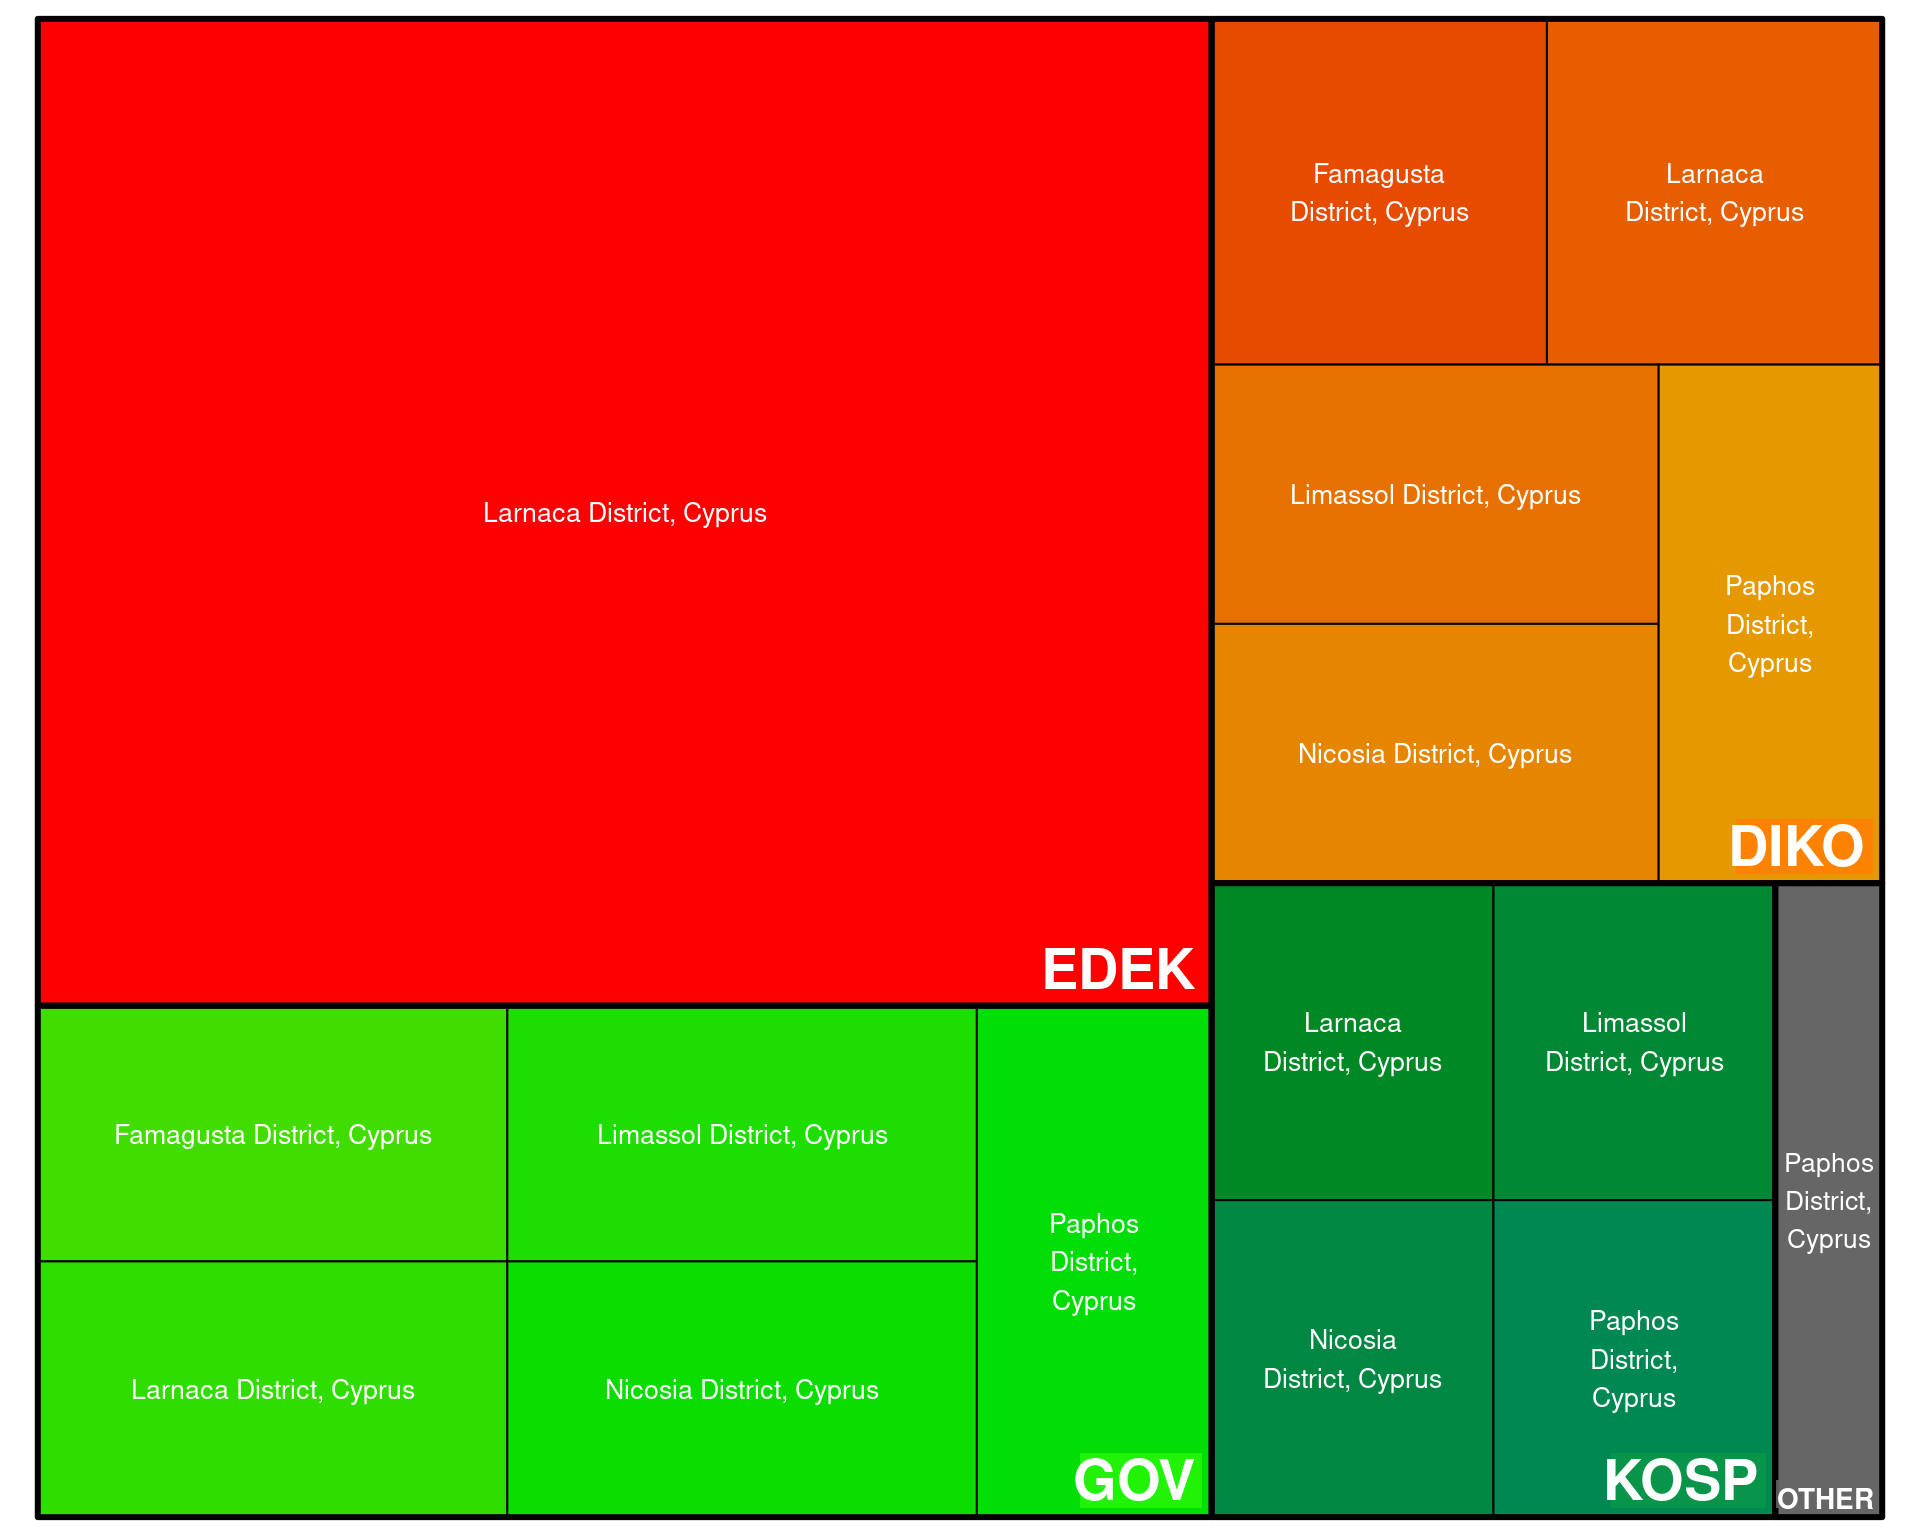 Larnaca District, Cyprus
EDEK
Famagusta
District, Cyprus
Larnaca
District, Cyprus
Limassol District, Cyprus
Nicosia District, Cyprus
Paphos
District,
Cyprus
DIKO
Famagusta District, Cyprus
Limassol District, Cyprus
Larnaca District, Cyprus
Nicosia District, Cyprus
Paphos
District,
Cyprus
GOV
Larnaca
District, Cyprus
Limassol
District, Cyprus
Nicosia
District, Cyprus
Paphos
District,
Cyprus
KOSP
Paphos
District,
Cyprus
OTHER